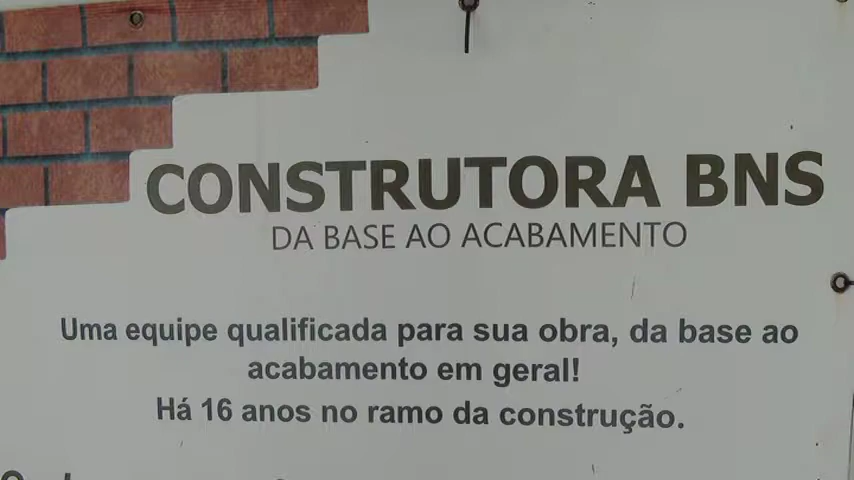 CONSTRUTORA BNS
DA BASE AO ACABAMENTO
Uma equipe qualificada para sua obra, da base ao
acabamento em geral!
Há 16 anos no ramo da construção.